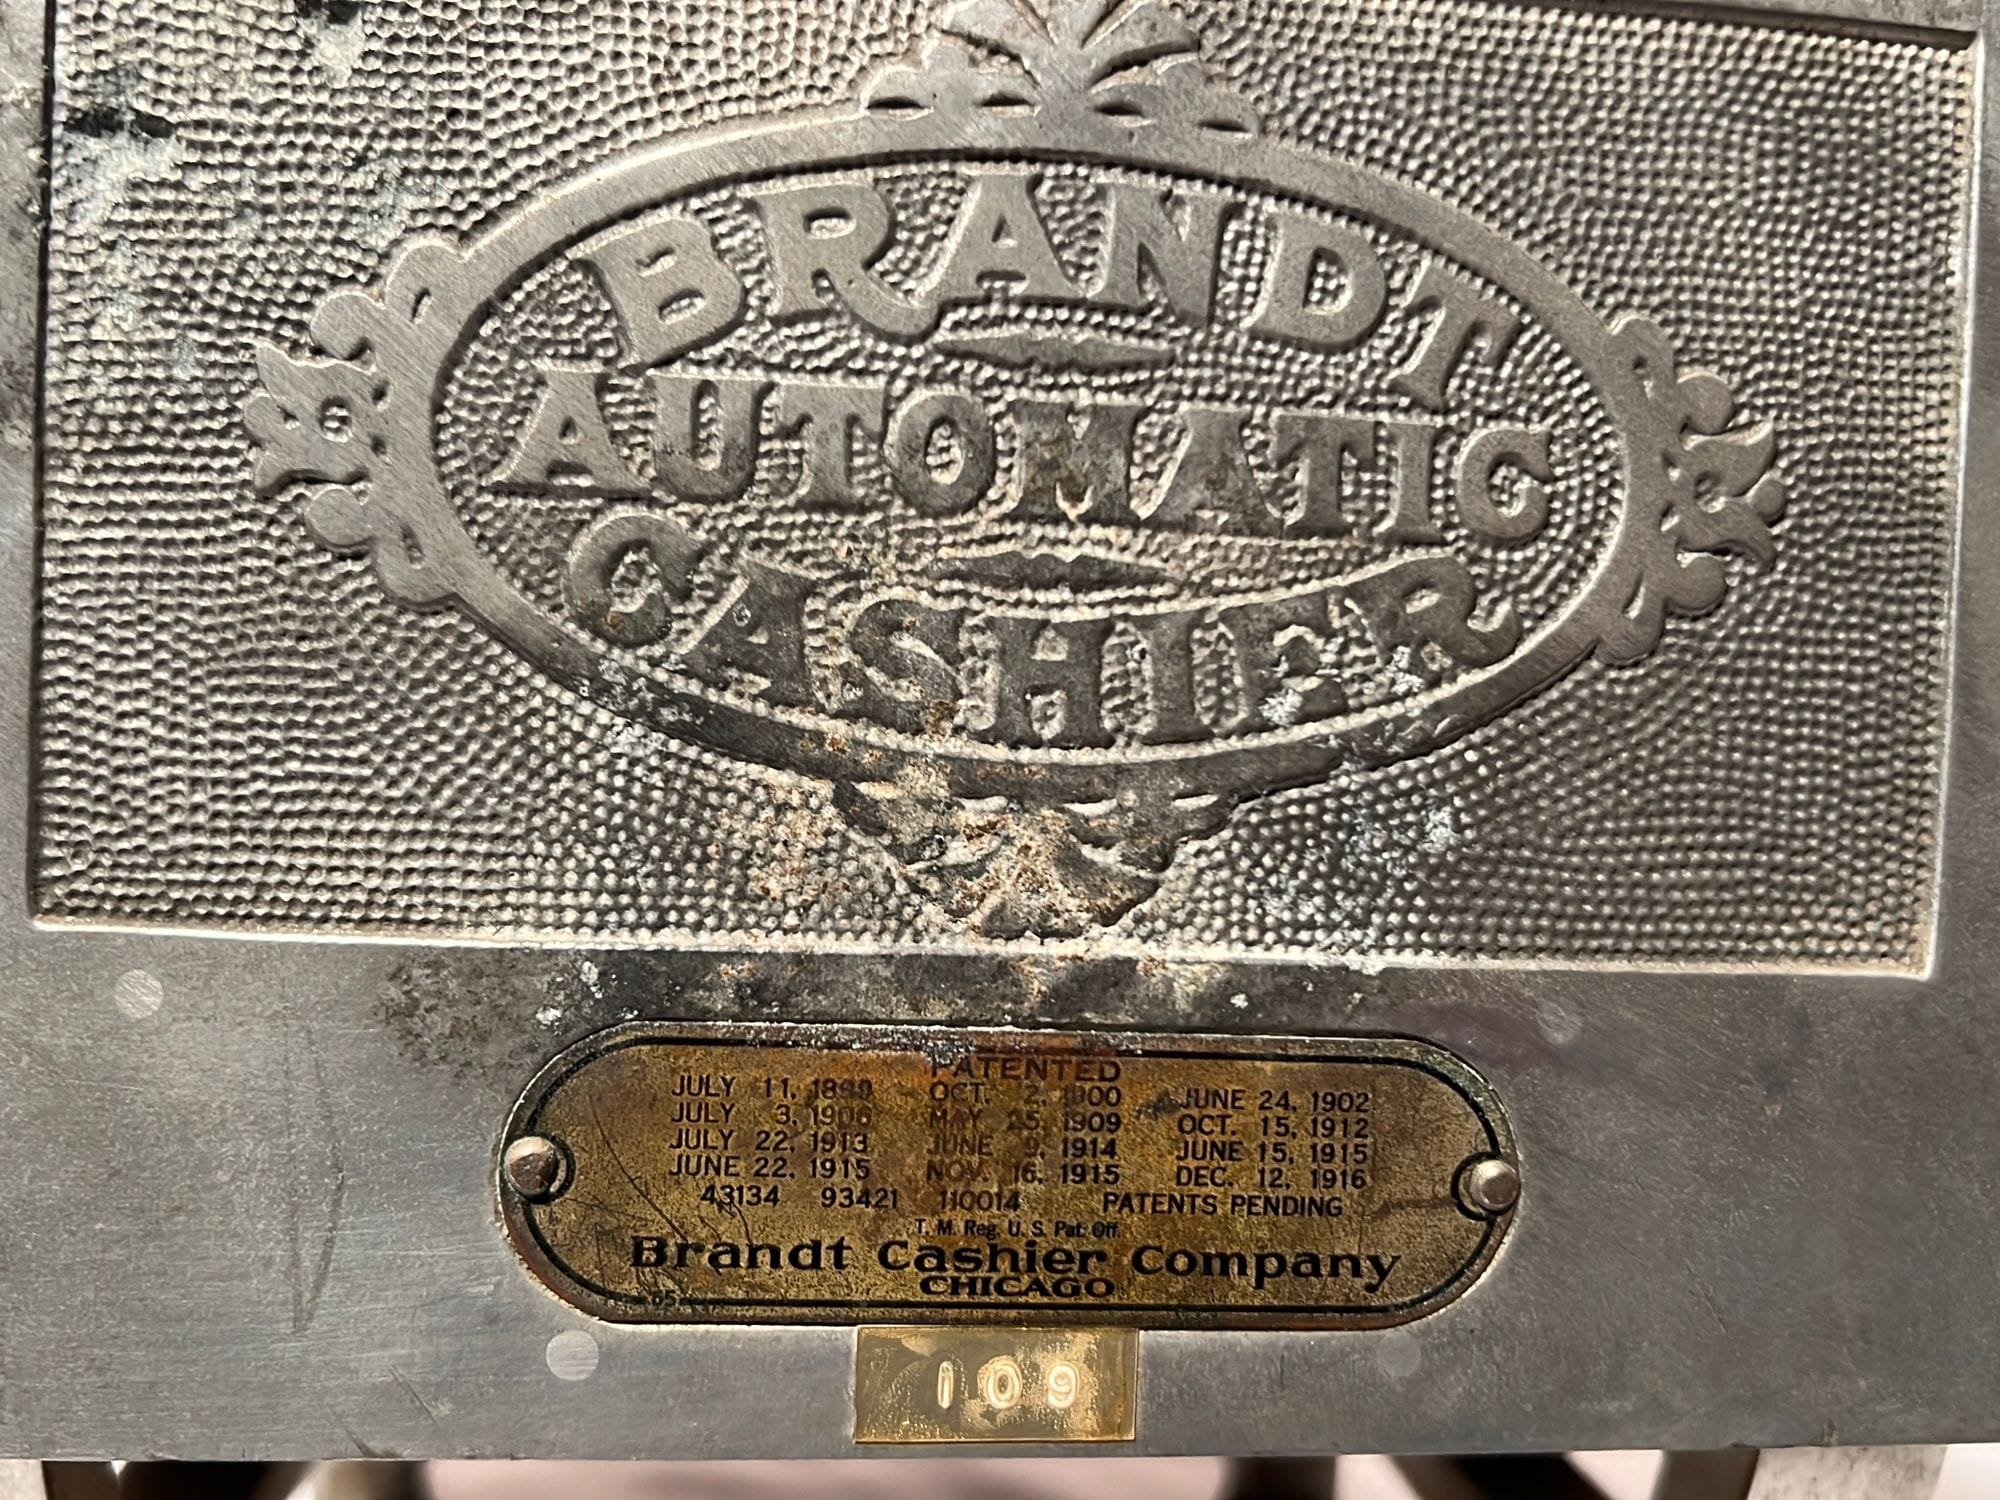 BRANDT
AUTOMATIC
CASHIER
PATENTED
JULY 11, 1899 OCT. 2, 1900 JUNE 24, 1902
JULY 3, 1906 MAY 25, 1909 OCT. 15, 1912
JULY 22, 1913 JUNE 9, 1914 JUNE 15, 1915
JUNE 22, 1915 NOV. 16, 1915 DEC. 12, 1916
43134 93421 110014 PATENTS PENDING
T. M. Reg. U. S. Pat. Off.
Brandt Cashier Company
CHICAGO
109